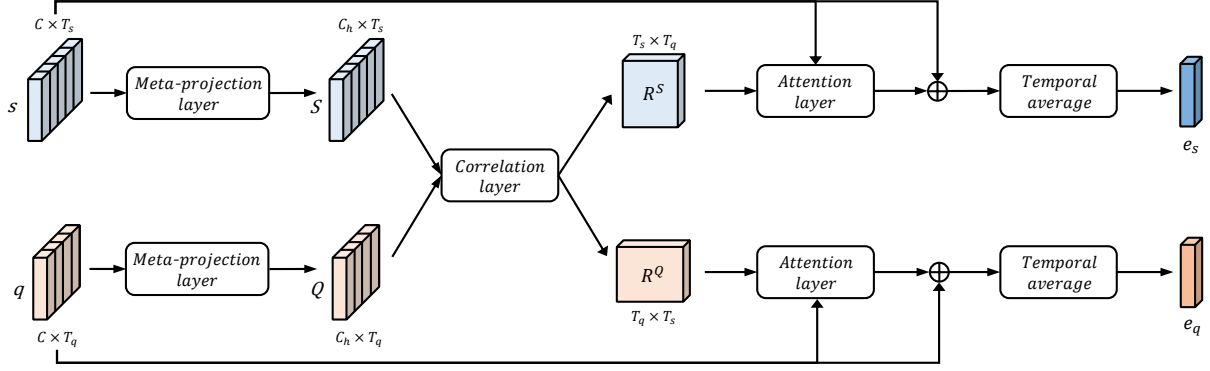 C × T_s
s
Meta-projection
layer
C_h × T_s
S
Correlation
layer
T_s × T_q
R^S
Attention
layer
Temporal
average
e_s
q
C × T_q
Meta-projection
layer
Q
C_h × T_q
R^Q
T_q × T_s
Attention
layer
Temporal
average
e_q